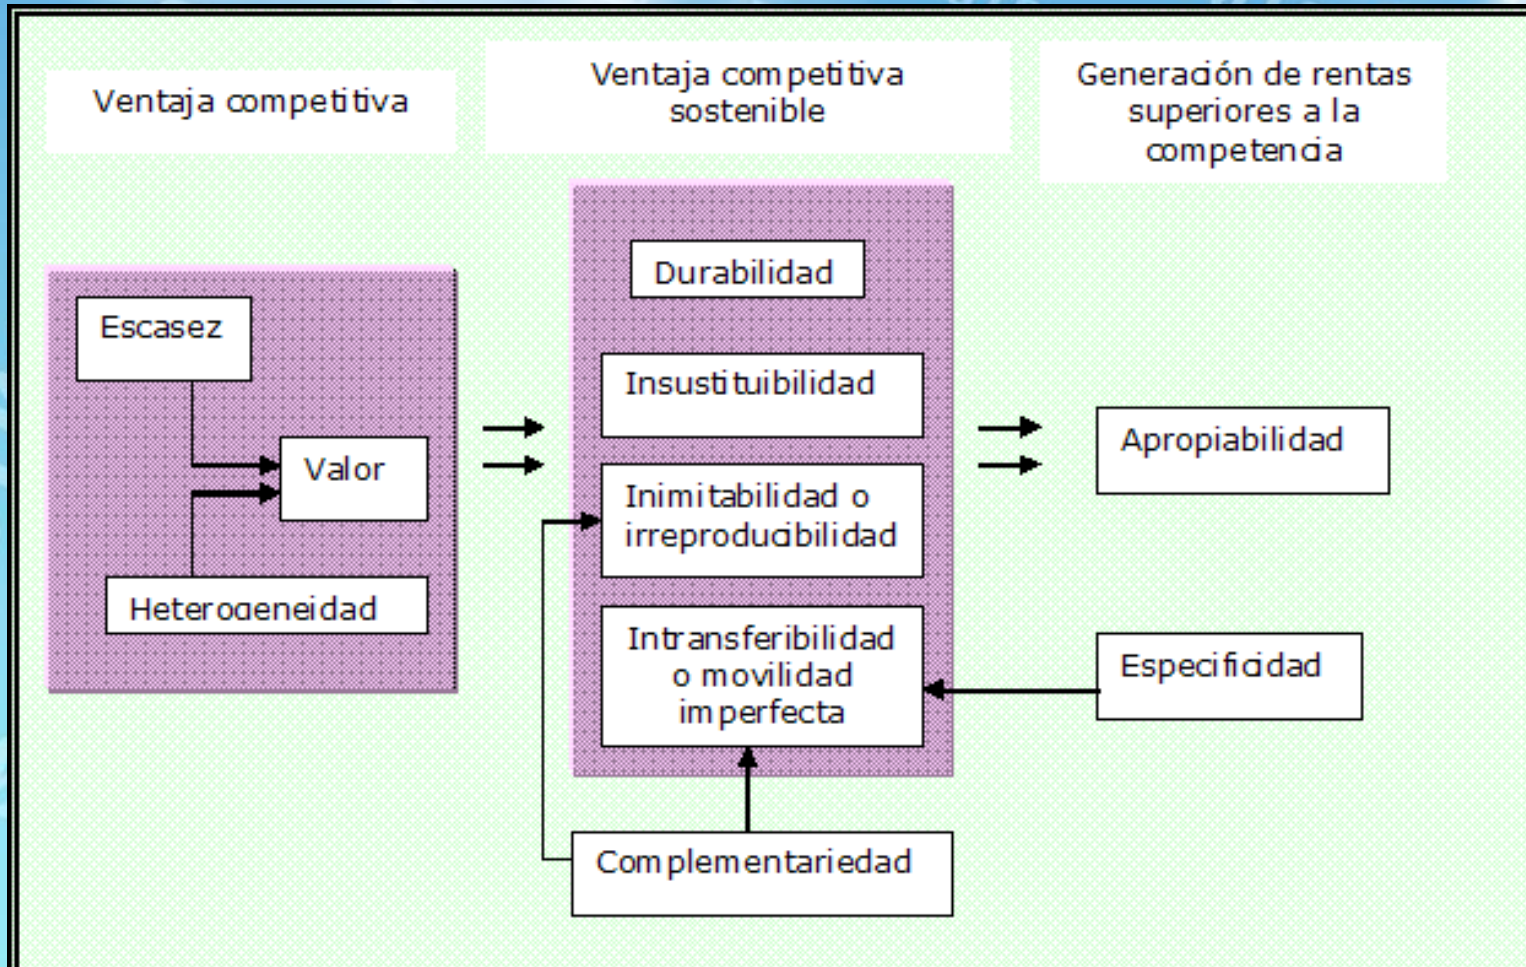 Ventaja competitiva
Ventaja competitiva
sostenible
Generación de rentas
superiores a la
competencia
Escasez
Valor
Heterogeneidad
Durabilidad
Insustituibilidad
Inimitabilidad o
irreproducibilidad
Intransferibilidad
o movilidad
imperfecta
Complementariedad
Apropiabilidad
Especificidad